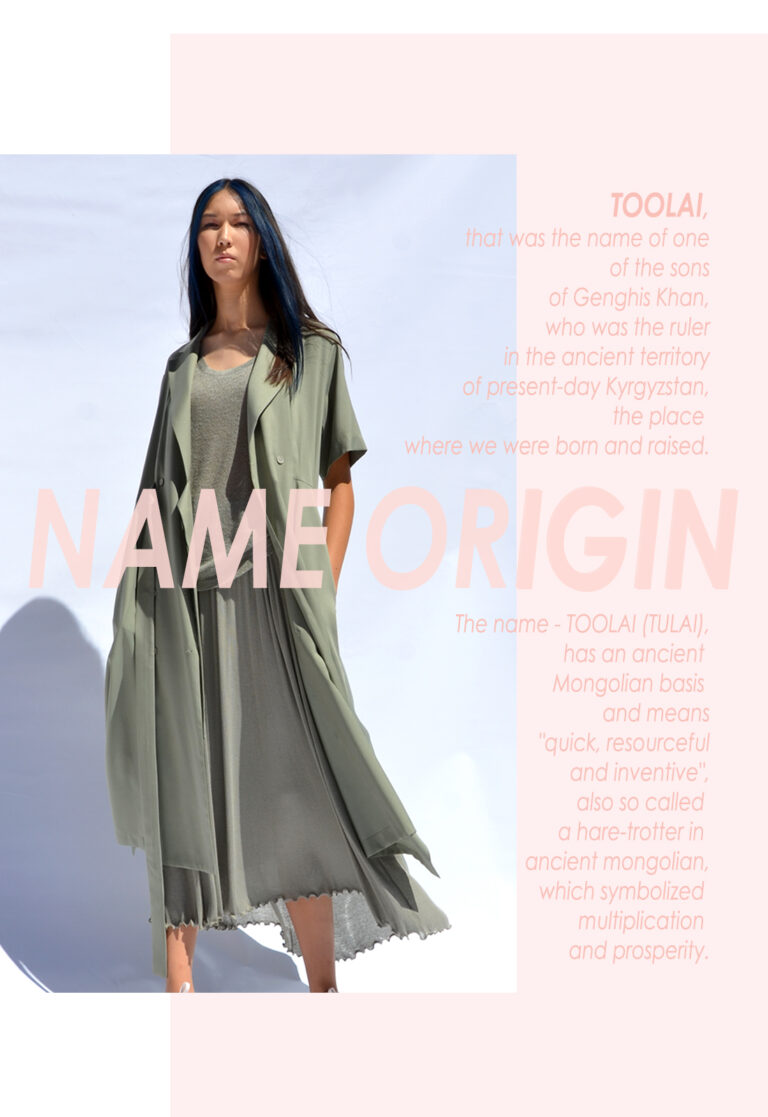 TOOLAI,
that was the name of one
of the sons
of Genghis Khan,
who was the ruler
in the ancient territory
of present-day Kyrgyzstan,
the place
where we were born and raised.
NAME ORIGIN
The name - TOOLAI (TULAI),
has an ancient
Mongolian basis
and means
"quick, resourceful
and inventive",
also so called
a hare-trotter in
ancient mongolian,
which symbolized
multiplication
and prosperity.